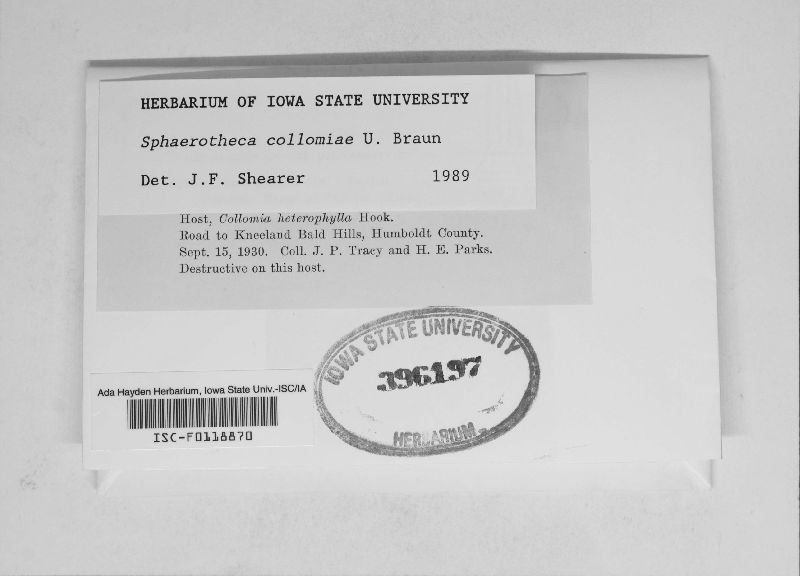 HERBARIUM OF IOWA STATE UNIVERSITY
Sphaerotheca collomiae U. Braun
Det. J.F. Shearer 1989
Host, Collomia heterophylla Hook.
Road to Kneeland Bald Hills, Humboldt County.
Sept. 15, 1930. Coll. J. P. Tracy and H. E. Parks.
Destructive on this host.
IOWA STATE UNIVERSITY
396197
HERBARIUM
Ada Hayden Herbarium, Iowa State Univ.-ISC/IA
ISC-F0118870